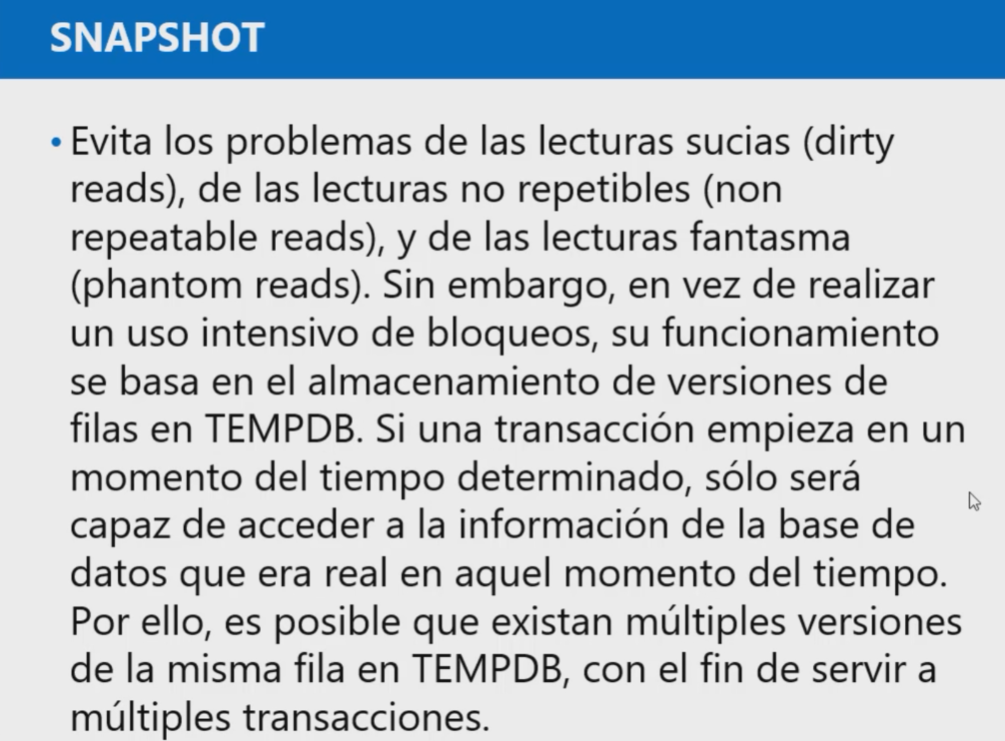 SNAPSHOT
• Evita los problemas de las lecturas sucias (dirty
reads), de las lecturas no repetibles (non
repeatable reads), y de las lecturas fantasma
(phantom reads). Sin embargo, en vez de realizar
un uso intensivo de bloqueos, su funcionamiento
se basa en el almacenamiento de versiones de
filas en TEMPDB. Si una transacción empieza en un
momento del tiempo determinado, sólo será
capaz de acceder a la información de la base de
datos que era real en aquel momento del tiempo.
Por ello, es posible que existan múltiples versiones
de la misma fila en TEMPDB, con el fin de servir a
múltiples transacciones.